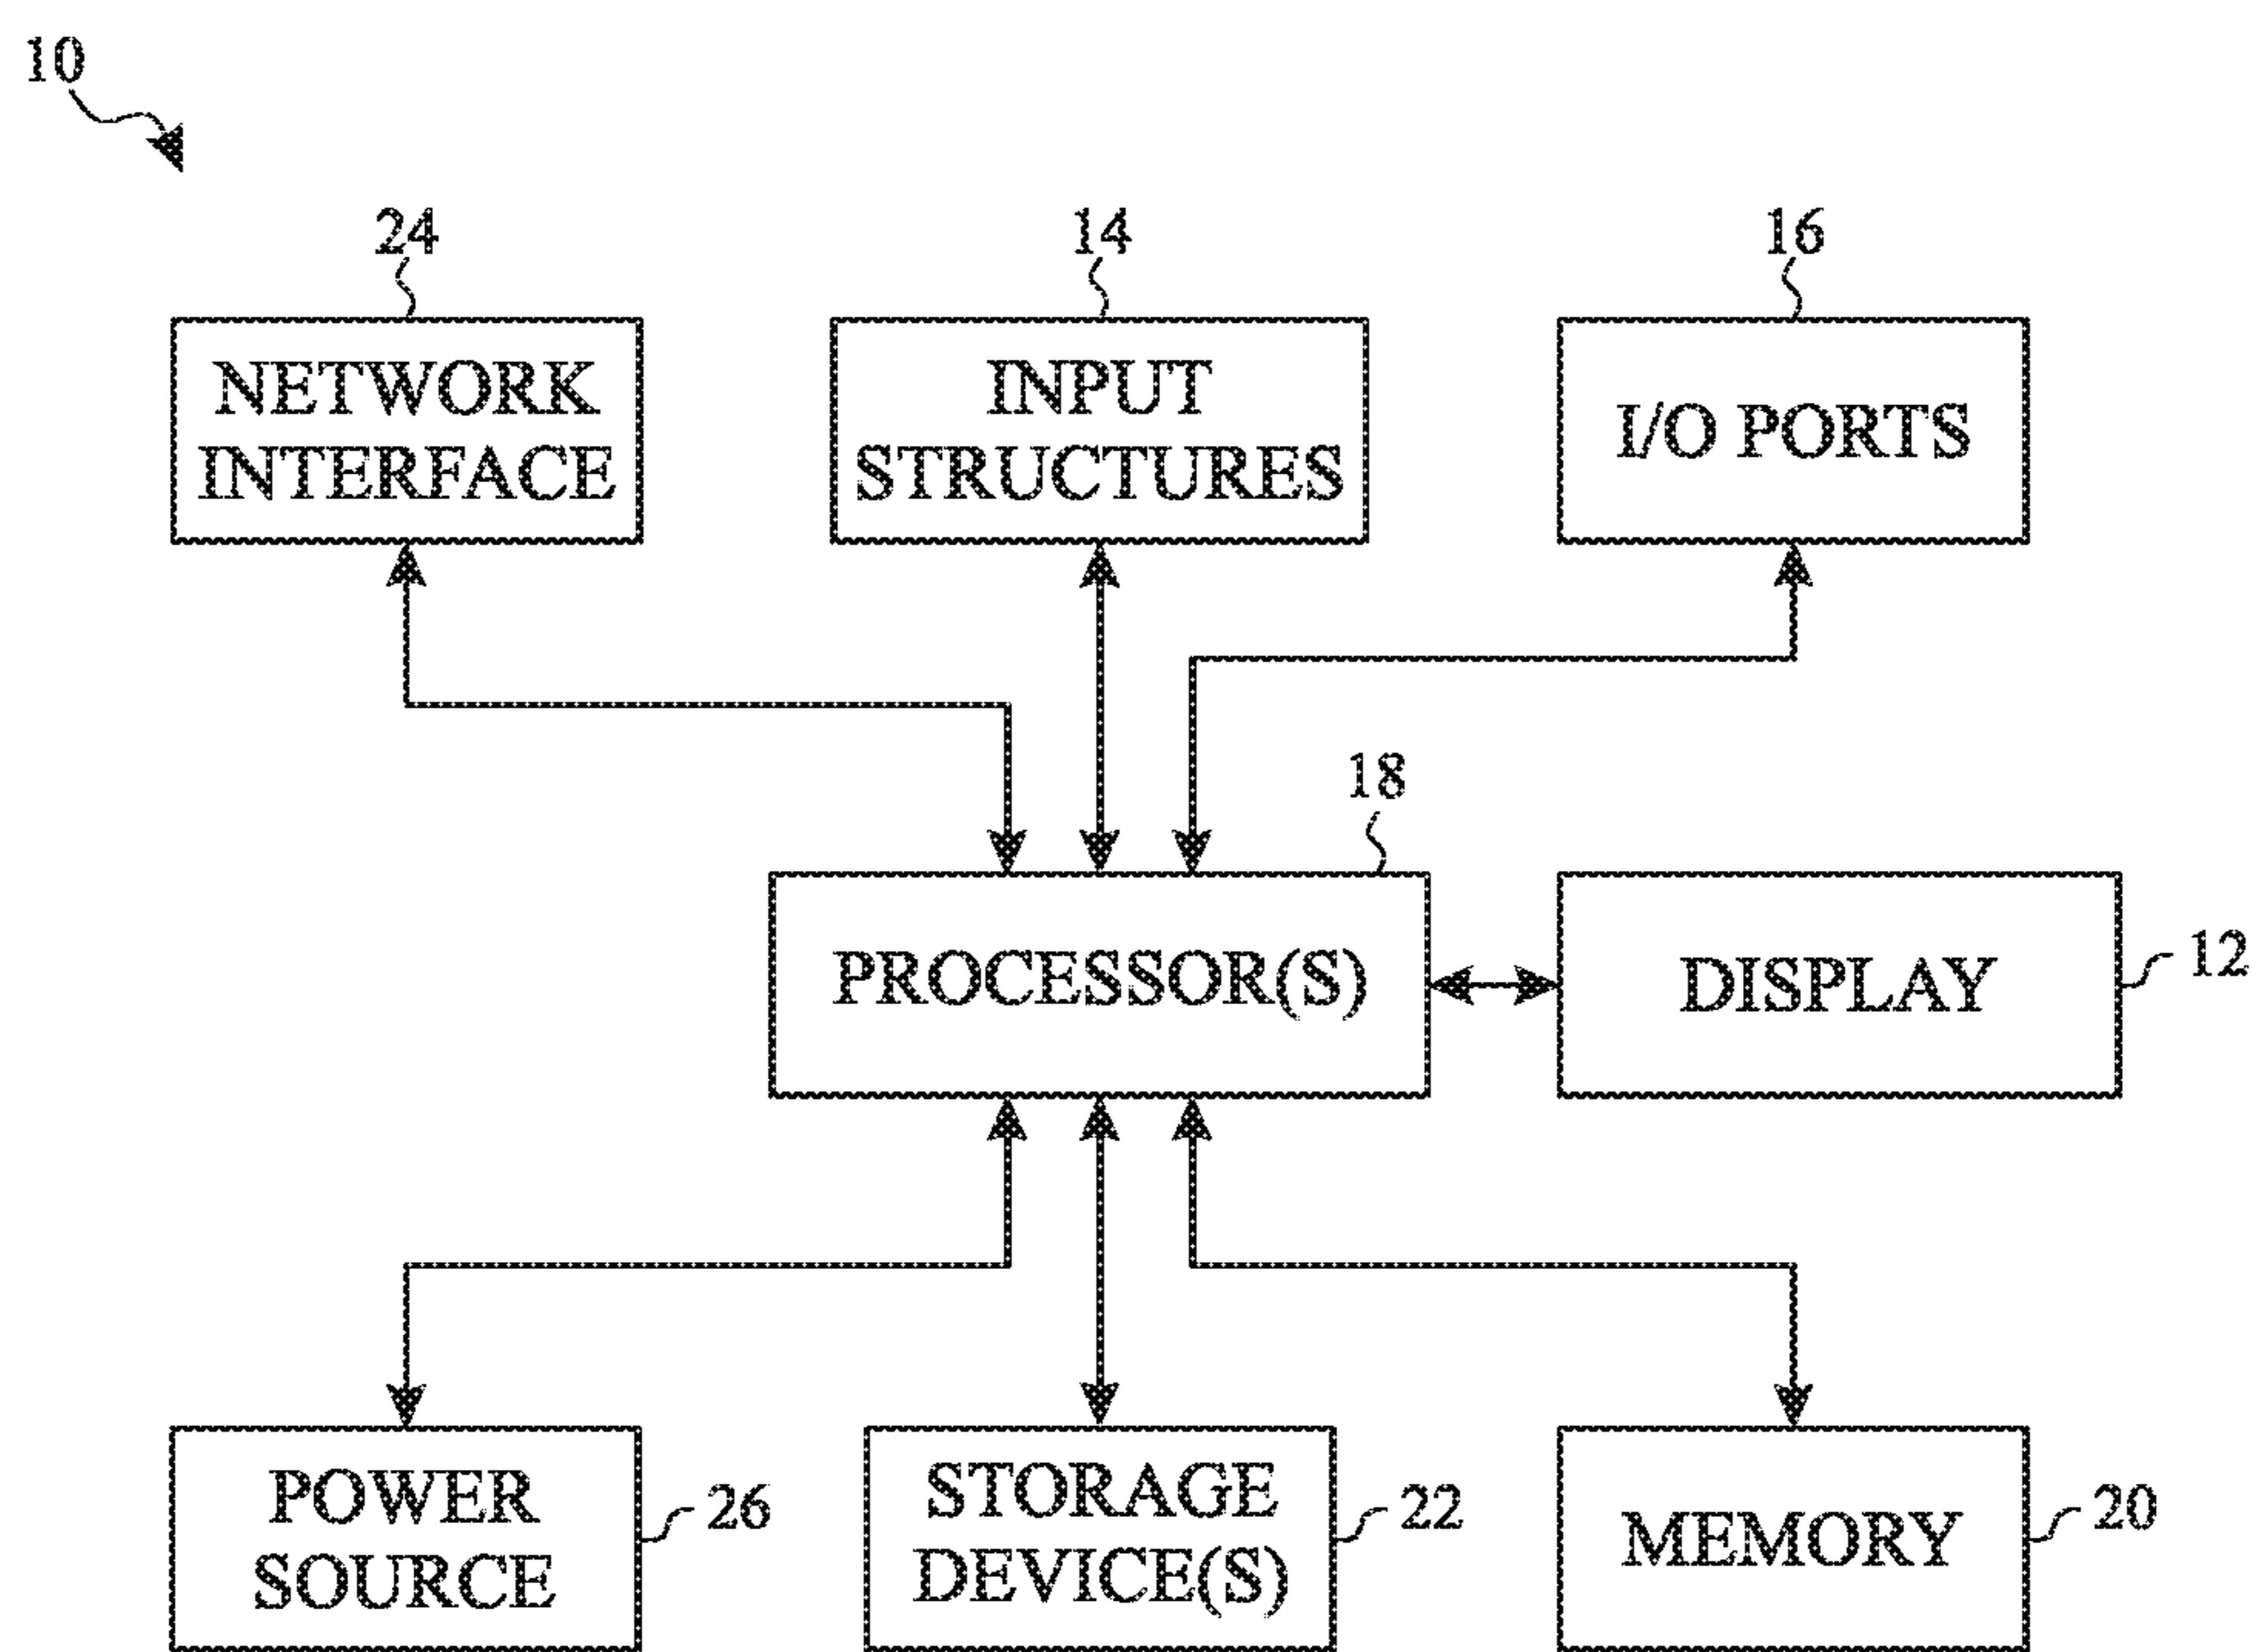 10
24
14
16
NETWORK
INTERFACE
INPUT
STRUCTURES
I/O PORTS
18
PROCESSOR(S)
DISPLAY
12
POWER
SOURCE
26
STORAGE
DEVICE(S)
22
MEMORY
20